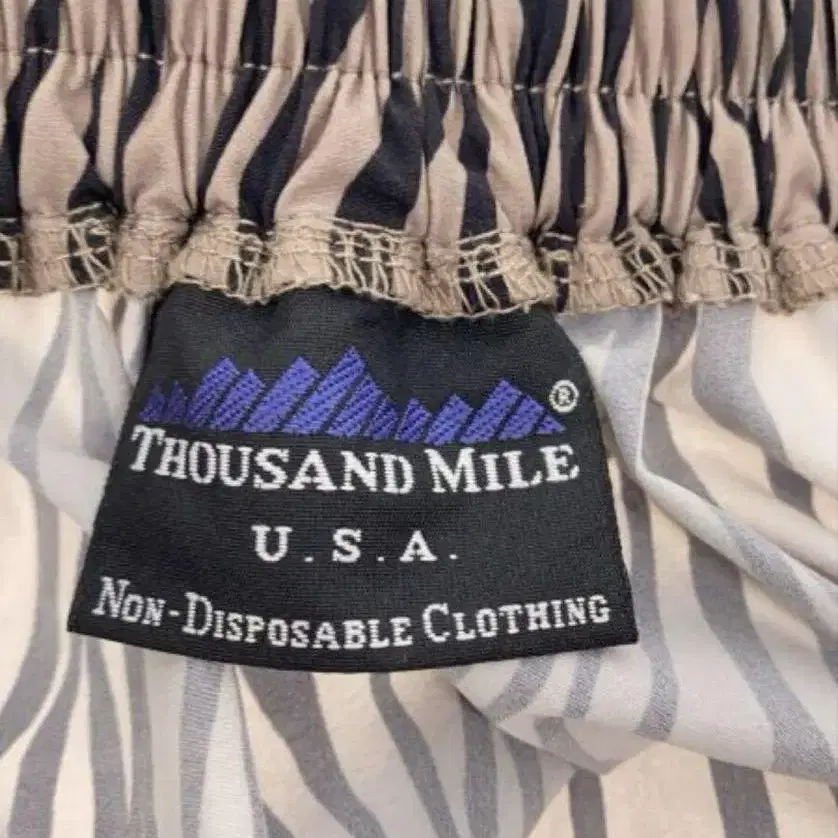 ®
THOUSAND MILE
U.S.A.
NON-DISPOSABLE CLOTHING